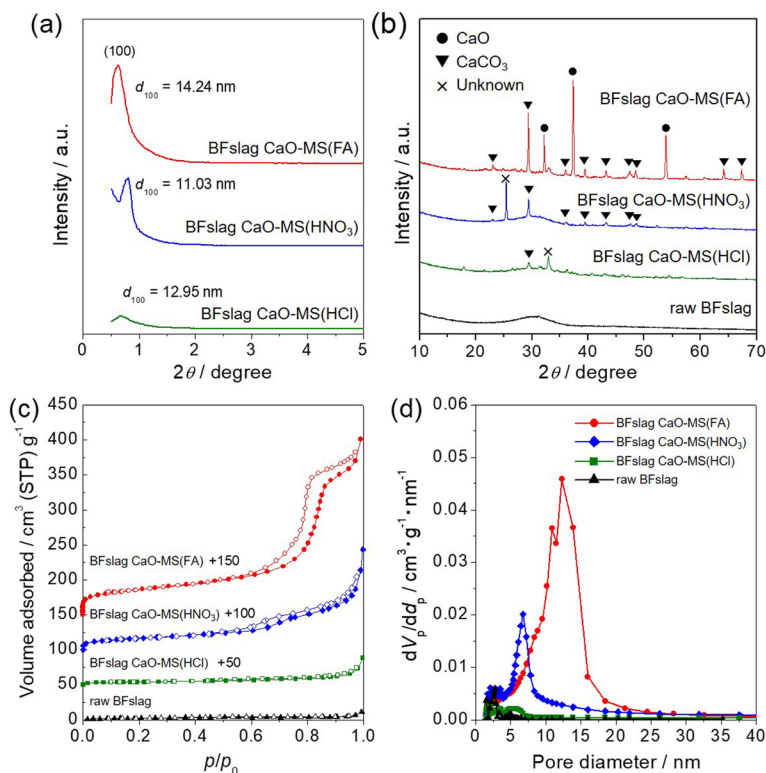 (a)
(100)
d100 = 14.24 nm
BFslag CaO-MS(FA)
d100 = 11.03 nm
BFslag CaO-MS(HNO3)
d100 = 12.95 nm
BFslag CaO-MS(HCl)
Intensity / a.u.
0 1 2 3 4 5
2θ / degree
(b)
● CaO
▼ CaCO3
× Unknown
BFslag CaO-MS(FA)
BFslag CaO-MS(HNO3)
BFslag CaO-MS(HCl)
raw BFslag
Intensity / a.u.
10 20 30 40 50 60 70
2θ / degree
(c)
450
400
350
300
250
200
150
100
50
0
Volume adsorbed / cm3 (STP) g-1
BFslag CaO-MS(FA) +150
BFslag CaO-MS(HNO3) +100
BFslag CaO-MS(HCl) +50
raw BFslag
0.0 0.2 0.4 0.6 0.8 1.0
p/p0
(d)
0.06
0.05
0.04
0.03
0.02
0.01
0.00
dVp/ddp / cm3・g-1・nm-1
BFslag CaO-MS(FA)
BFslag CaO-MS(HNO3)
BFslag CaO-MS(HCl)
raw BFslag
0 5 10 15 20 25 30 35 40
Pore diameter / nm